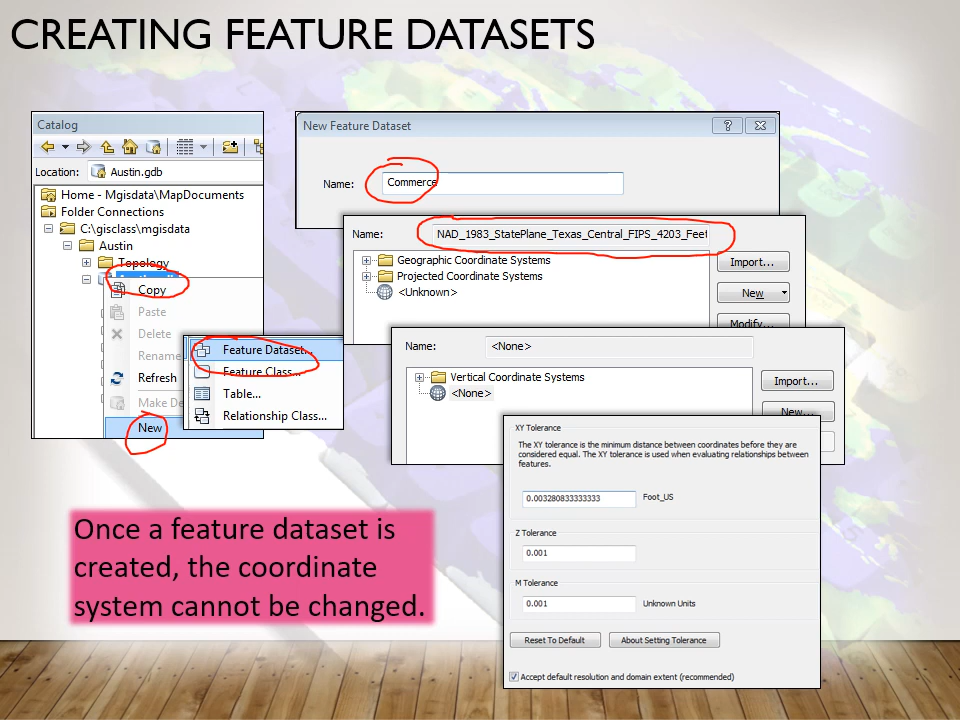 CREATING FEATURE DATASETS
Catalog
Location: Austin.gdb
Home - Mgisdata\MapDocuments
Folder Connections
C:\gisclass\mgisdata
Austin
Topology
Copy
Paste
Delete
Rename
Refresh
Make De
New
Feature Dataset...
Feature Class...
Table...
Relationship Class...
New Feature Dataset
Name: Commerce
Name: NAD_1983_StatePlane_Texas_Central_FIPS_4203_Feet
Geographic Coordinate Systems
Projected Coordinate Systems
<Unknown>
Import...
New
Modify...
Name: <None>
Vertical Coordinate Systems
<None>
Import...
New...
XY Tolerance
The XY tolerance is the minimum distance between coordinates before they are
considered equal. The XY tolerance is used when evaluating relationships between
features.
0.003280833333333 Foot_US
Z Tolerance
0.001
M Tolerance
0.001 Unknown Units
Reset To Default About Setting Tolerance
Accept default resolution and domain extent (recommended)
Once a feature dataset is
created, the coordinate
system cannot be changed.